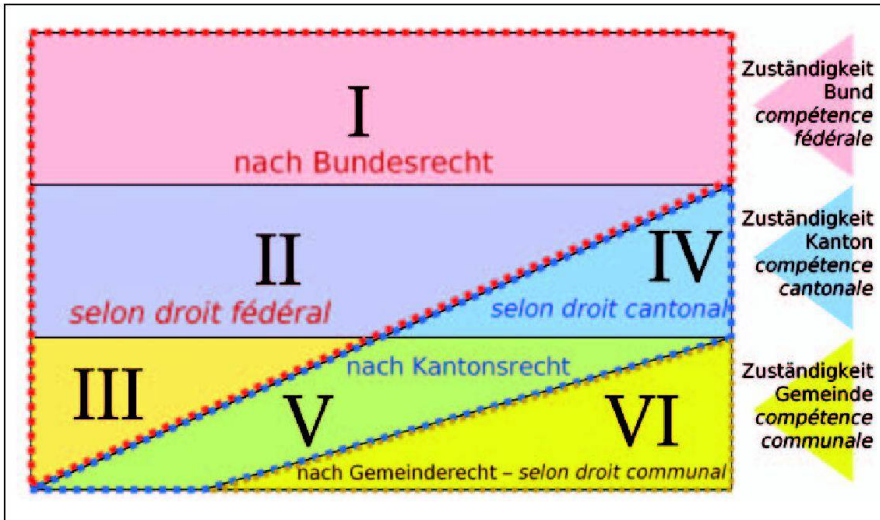 I
nach Bundesrecht
Zuständigkeit
Bund
compétence
fédérale
II
selon droit fédéral
IV
selon droit cantonal
Zuständigkeit
Kanton
compétence
cantonale
III
nach Kantonsrecht
V
VI
nach Gemeinderecht – selon droit communal
Zuständigkeit
Gemeinde
compétence
communale